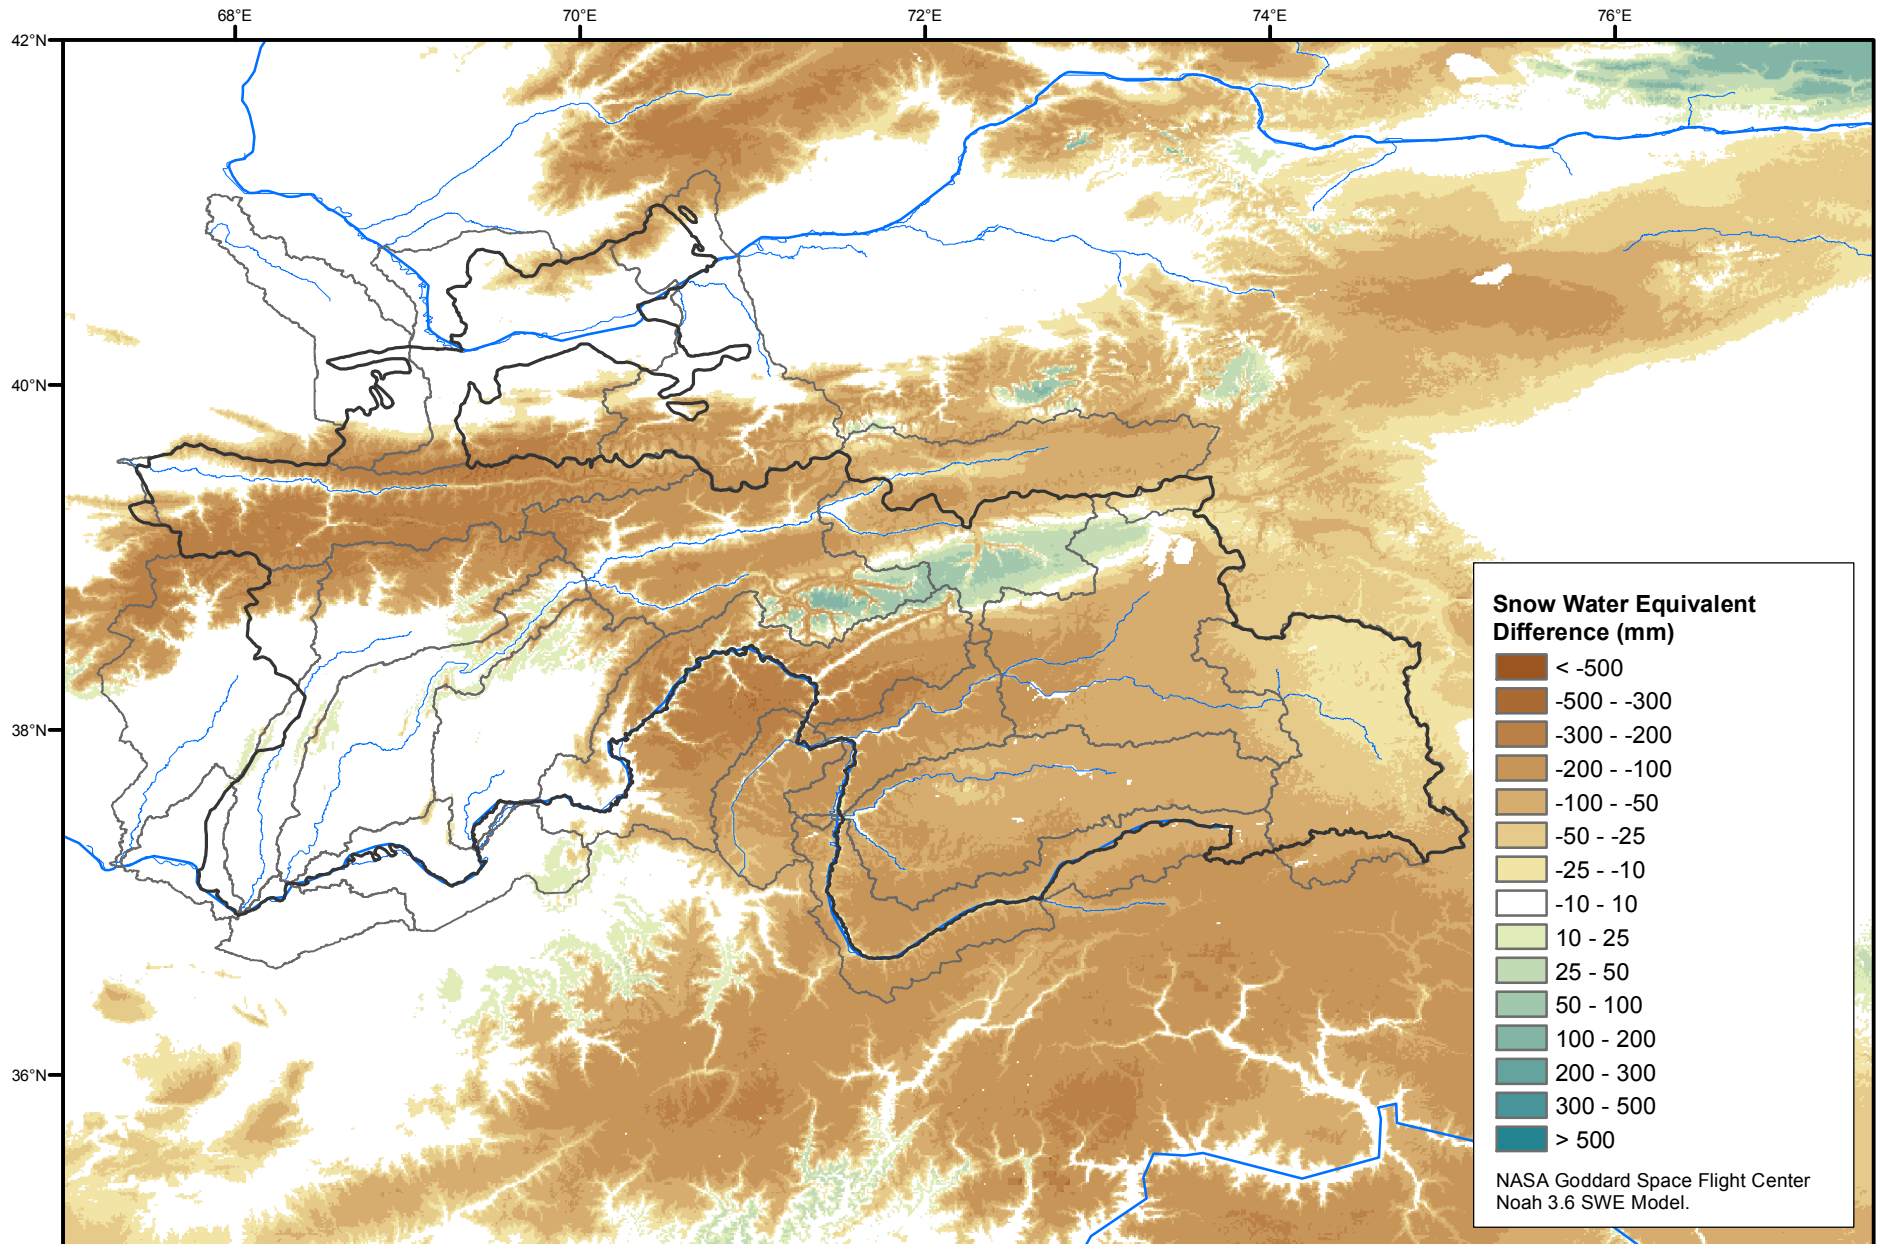 68°E
70°E
72°E
74°E
76°E
42°N
40°N
38°N
36°N
Snow Water Equivalent
Difference (mm)
< -500
-500 - -300
-300 - -200
-200 - -100
-100 - -50
-50 - -25
-25 - -10
-10 - 10
10 - 25
25 - 50
50 - 100
100 - 200
200 - 300
300 - 500
> 500
NASA Goddard Space Flight Center
Noah 3.6 SWE Model.